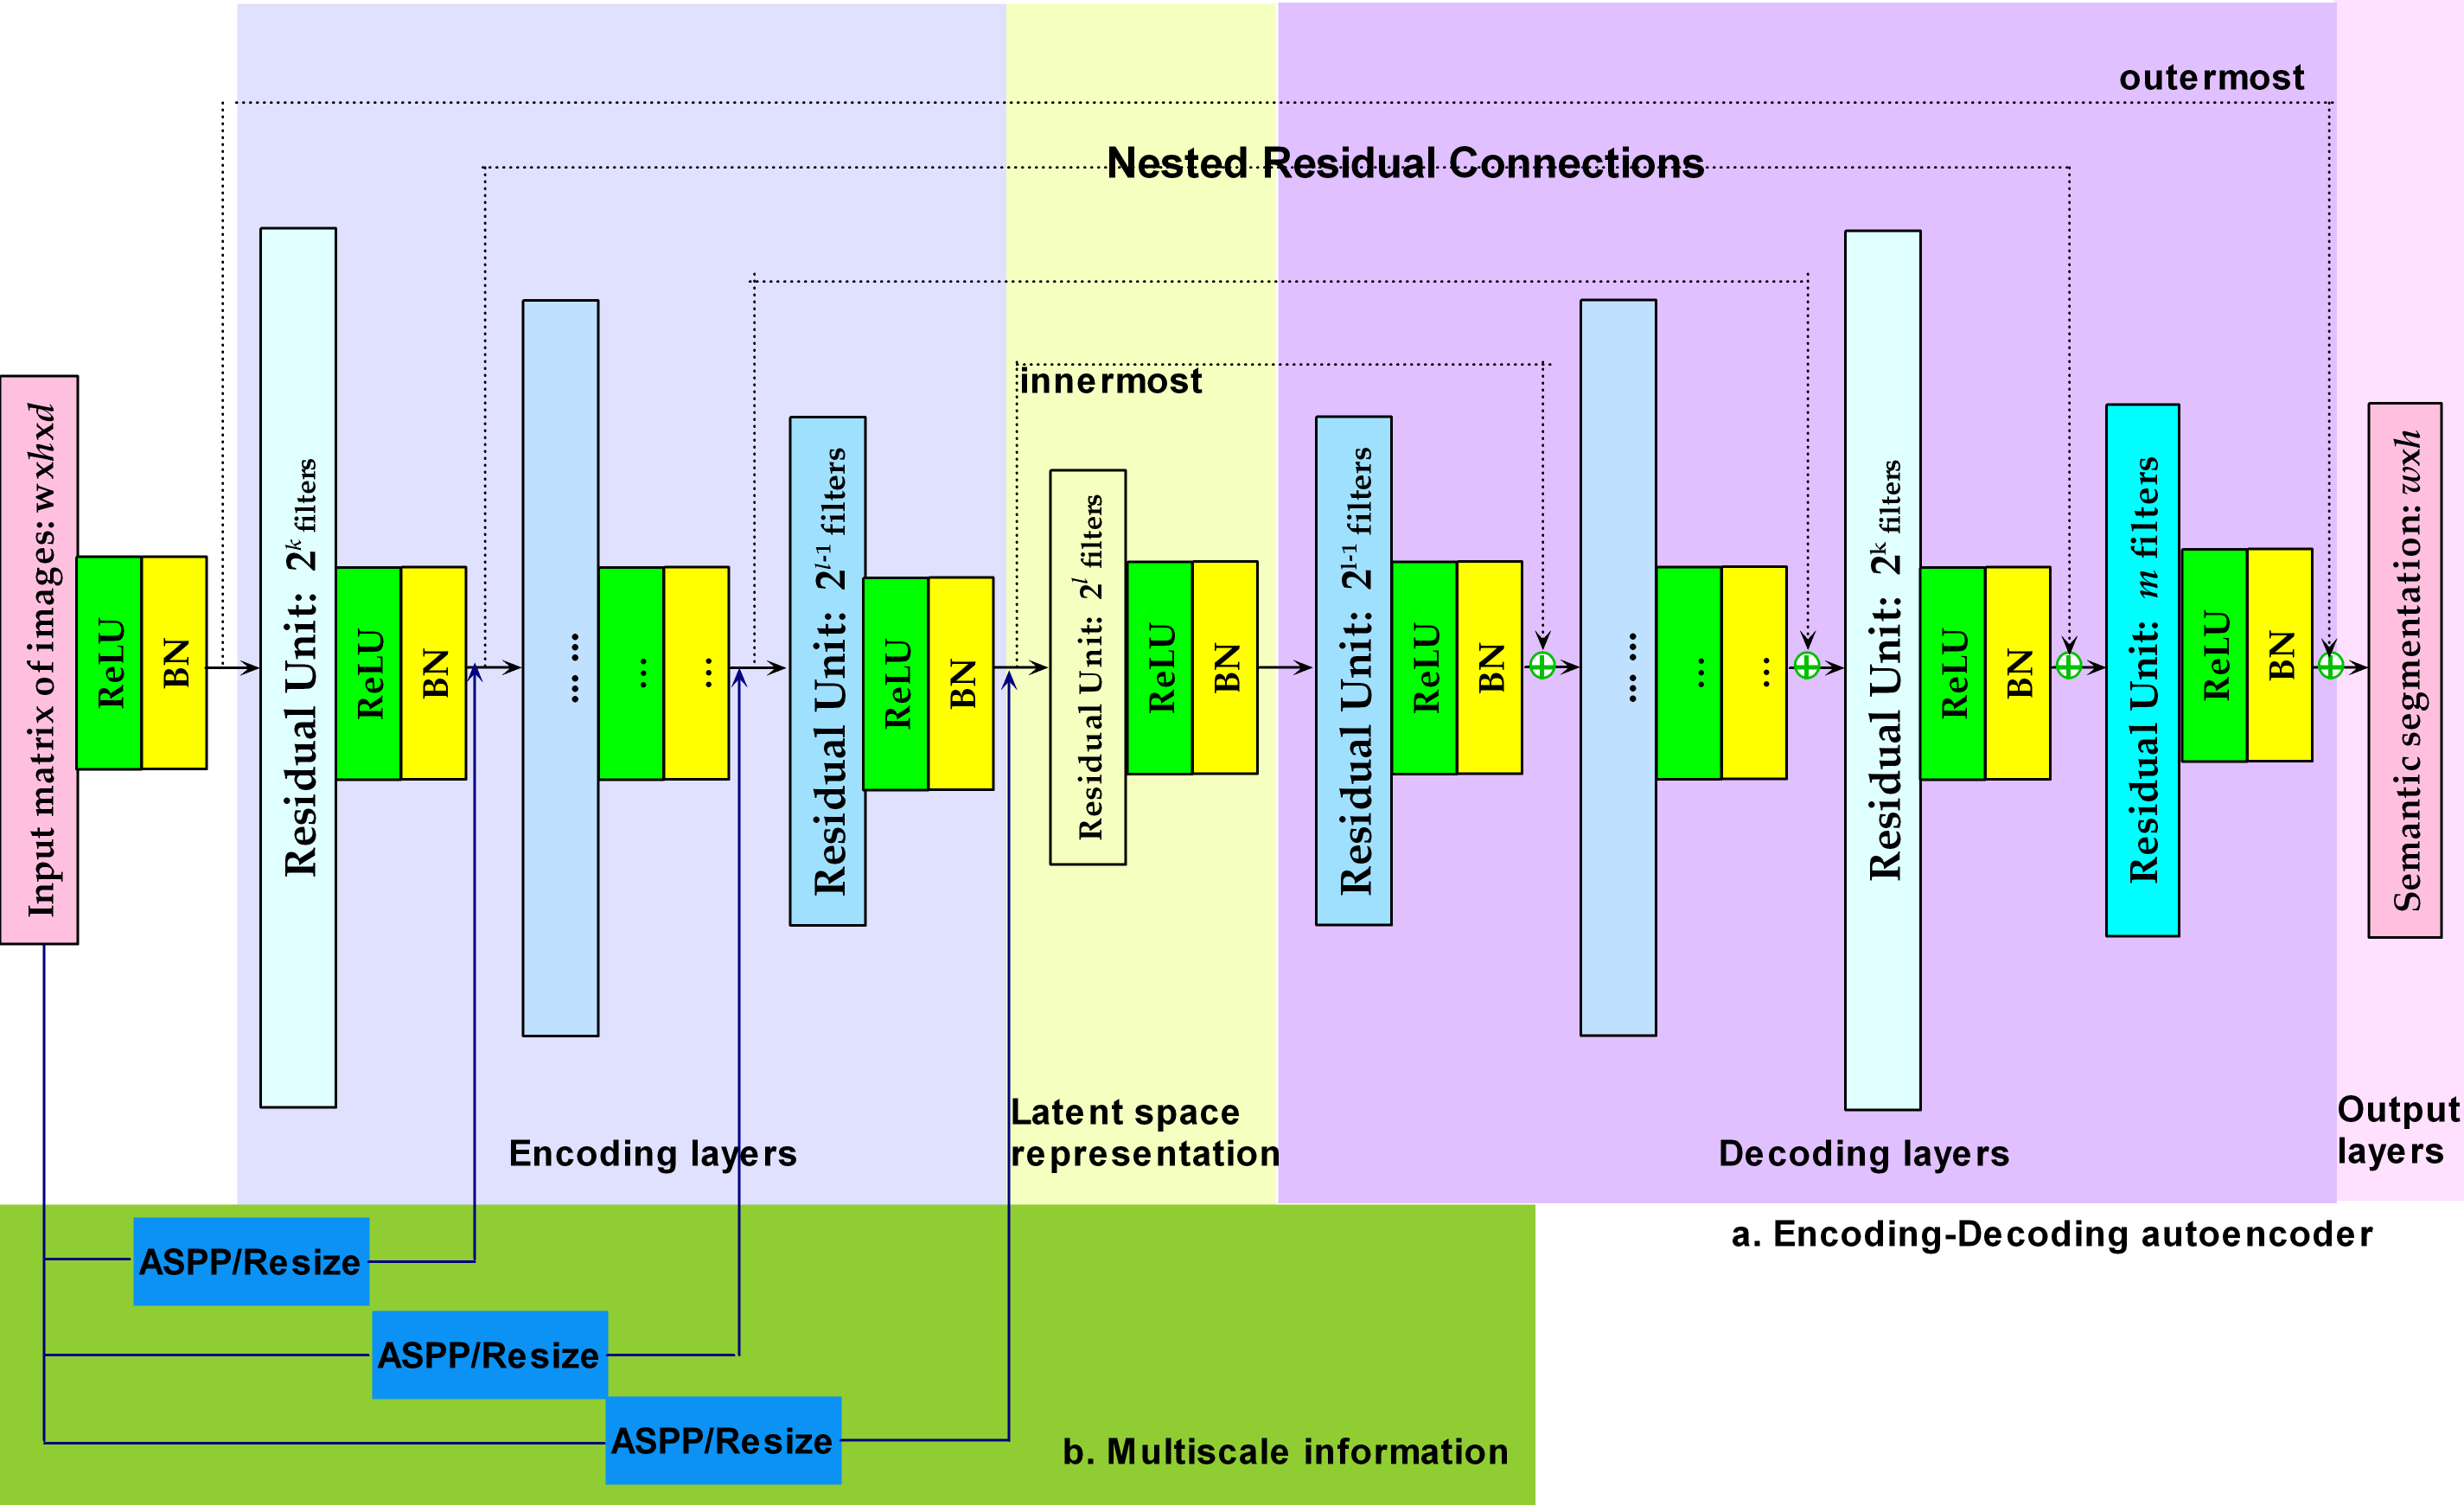 outermost
Nested Residual Connections
innermost
Input matrix of images: wxhxd
ReLU
BN
Residual Unit: 2^k filters
ReLU
BN
... ...
...
...
Residual Unit: 2^l-1 filters
ReLU
BN
Residual Unit: 2^l filters
ReLU
BN
Residual Unit: 2^l-1 filters
ReLU
BN
... ...
...
...
Residual Unit: 2^k filters
ReLU
BN
Residual Unit: m filters
ReLU
BN
Semantic segmentation: wxh
Encoding layers
Latent space
representation
Decoding layers
Output
layers
a. Encoding-Decoding autoencoder
ASPP/Resize
ASPP/Resize
ASPP/Resize
b. Multiscale information